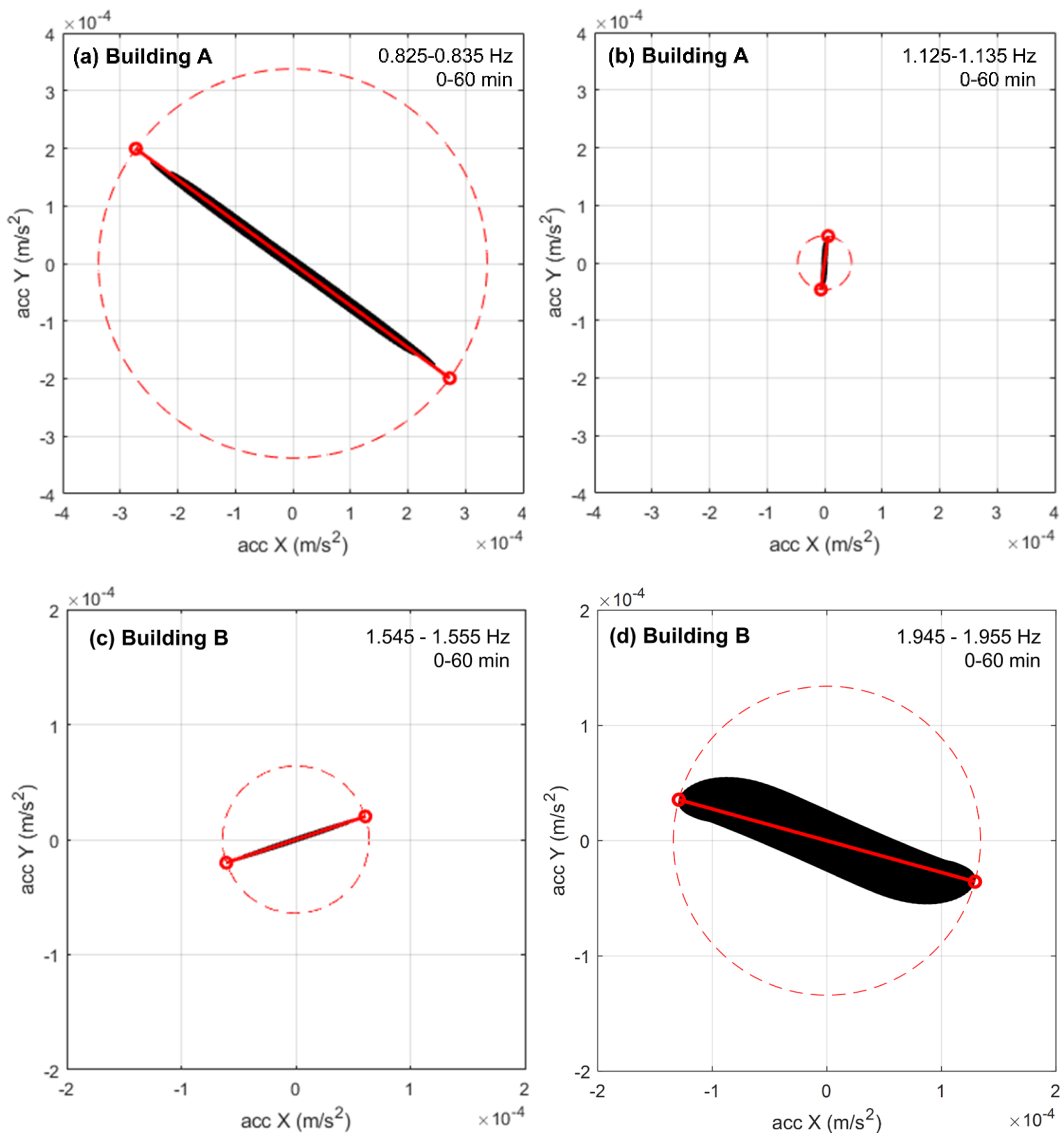 ×10⁻⁴
(a) Building A
0.825-0.835 Hz
0-60 min
4
3
2
1
0
-1
-2
-3
-4
acc Y (m/s²)
-4 -3 -2 -1 0 1 2 3 4
acc X (m/s²)
×10⁻⁴
×10⁻⁴
(b) Building A
1.125-1.135 Hz
0-60 min
4
3
2
1
0
-1
-2
-3
-4
acc Y (m/s²)
-4 -3 -2 -1 0 1 2 3 4
acc X (m/s²)
×10⁻⁴
×10⁻⁴
(c) Building B
1.545 - 1.555 Hz
0-60 min
2
1
0
-1
-2
acc Y (m/s²)
-2 -1 0 1 2
acc X (m/s²)
×10⁻⁴
×10⁻⁴
(d) Building B
1.945 - 1.955 Hz
0-60 min
2
1
0
-1
-2
acc Y (m/s²)
-2 -1 0 1 2
acc X (m/s²)
×10⁻⁴